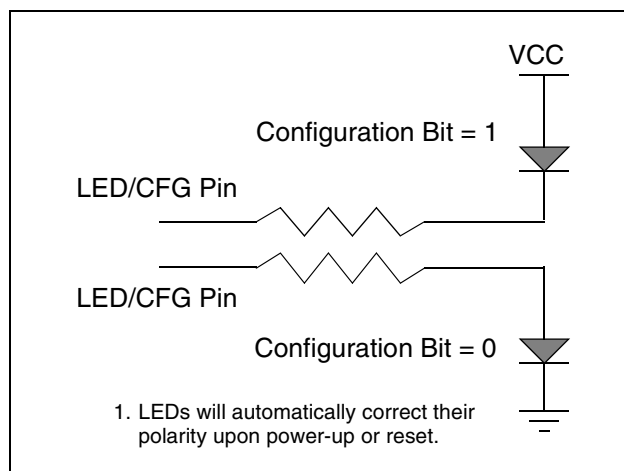 VCC
Configuration Bit = 1
LED/CFG Pin
LED/CFG Pin
Configuration Bit = 0
1. LEDs will automatically correct their
polarity upon power-up or reset.